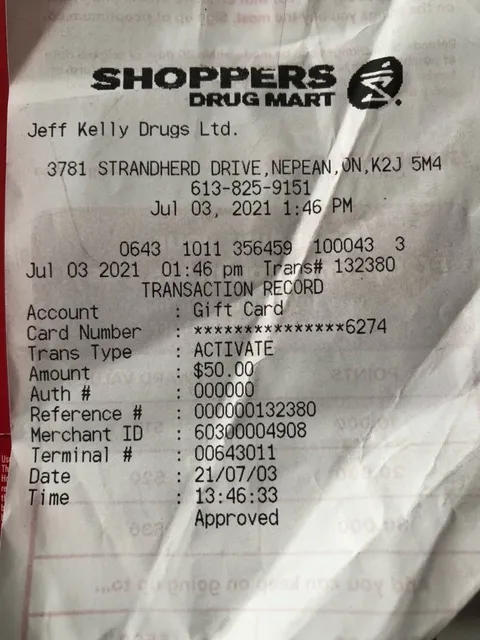 SHOPPERS
DRUG MART
Jeff Kelly Drugs Ltd.
3781 STRANDHERD DRIVE,NEPEAN,ON,K2J 5M4
613-825-9151
Jul 03, 2021 1:46 PM
0643 1011 356459 100043 3
Jul 03 2021 01:46 pm Trans# 132380
TRANSACTION RECORD
Account : Gift Card
Card Number : ***************6274
Trans Type : ACTIVATE
Amount : $50.00
Auth # : 000000
Reference # : 000000132380
Merchant ID : 60300004908
Terminal # : 00643011
Date : 21/07/03
Time : 13:46:33
Approved